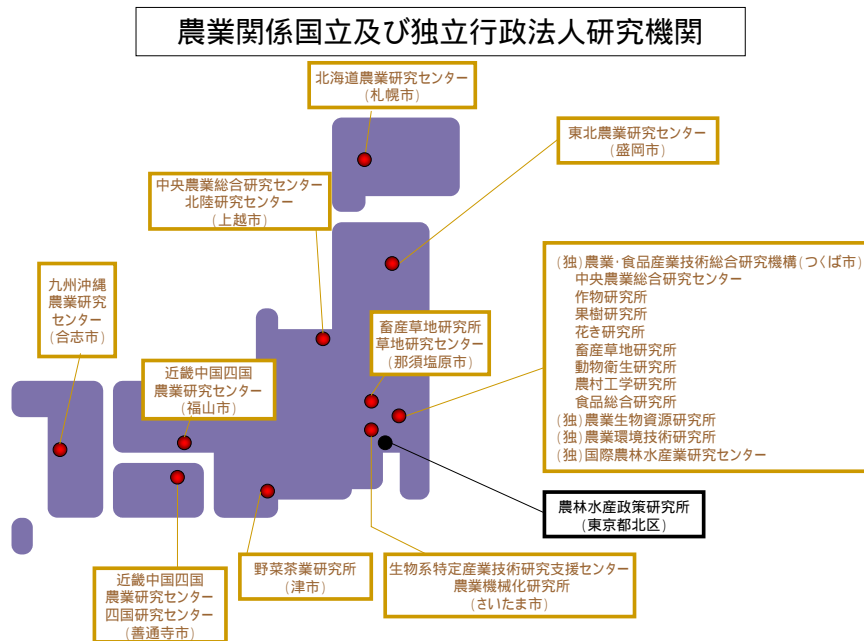 農業関係国立及び独立行政法人研究機関
北海道農業研究センター
(札幌市)
東北農業研究センター
(盛岡市)
中央農業総合研究センター
北陸研究センター
(上越市)
(独)農業・食品産業技術総合研究機構(つくば市)
中央農業総合研究センター
作物研究所
果樹研究所
花き研究所
畜産草地研究所
動物衛生研究所
農村工学研究所
食品総合研究所
(独)農業生物資源研究所
(独)農業環境技術研究所
(独)国際農林水産業研究センター
九州沖縄
農業研究
センター
(合志市)
畜産草地研究所
草地研究センター
(那須塩原市)
近畿中国四国
農業研究センター
(福山市)
農林水産政策研究所
(東京都北区)
近畿中国四国
農業研究センター
四国研究センター
(善通寺市)
野菜茶業研究所
(津市)
生物系特定産業技術研究支援センター
農業機械化研究所
(さいたま市)